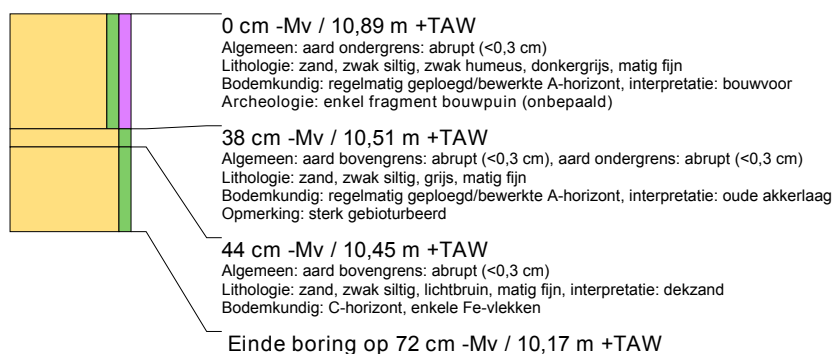 0 cm -Mv / 10,89 m +TAW
Algemeen: aard ondergrens: abrupt (<0,3 cm)
Lithologie: zand, zwak siltig, zwak humeus, donkergrijs, matig fijn
Bodemkundig: regelmatig geploegd/bewerkte A-horizont, interpretatie: bouwvoor
Archeologie: enkel fragment bouwpuin (onbepaald)
38 cm -Mv / 10,51 m +TAW
Algemeen: aard bovengrens: abrupt (<0,3 cm), aard ondergrens: abrupt (<0,3 cm)
Lithologie: zand, zwak siltig, grijs, matig fijn
Bodemkundig: regelmatig geploegd/bewerkte A-horizont, interpretatie: oude akkerlaag
Opmerking: sterk gebioturbeerd
44 cm -Mv / 10,45 m +TAW
Algemeen: aard bovengrens: abrupt (<0,3 cm)
Lithologie: zand, zwak siltig, lichtbruin, matig fijn, interpretatie: dekzand
Bodemkundig: C-horizont, enkele Fe-vlekken
Einde boring op 72 cm -Mv / 10,17 m +TAW